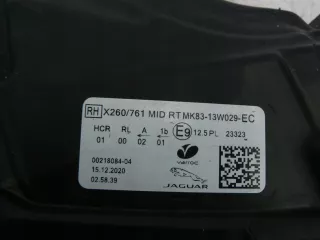 RH X260/761 MID RT MK83-13W029-EC
HCR RL A 1b E9 12.5 PL 23323
01 00 02 01
00218084-04
15.12.2020
02.58.39
varroc
JAGUAR